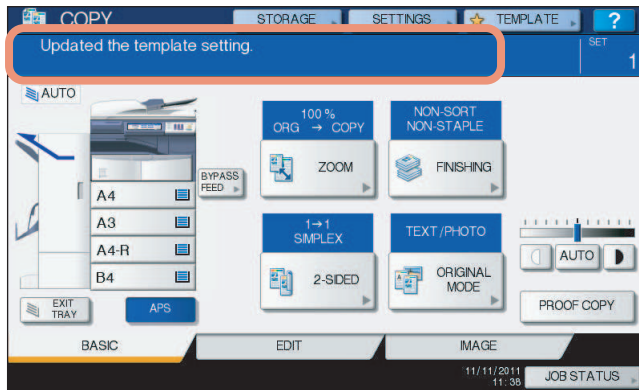 COPY
STORAGE
SETTINGS
TEMPLATE
?
Updated the template setting.
SET
1
AUTO
100 %
ORG → COPY
ZOOM
NON-SORT
NON-STAPLE
FINISHING
BYPASS
FEED
A4
A3
A4-R
B4
1→1
SIMPLEX
2-SIDED
TEXT/PHOTO
ORIGINAL
MODE
AUTO
EXIT
TRAY
APS
PROOF COPY
BASIC
EDIT
IMAGE
11/11/2011
11:38
JOB STATUS